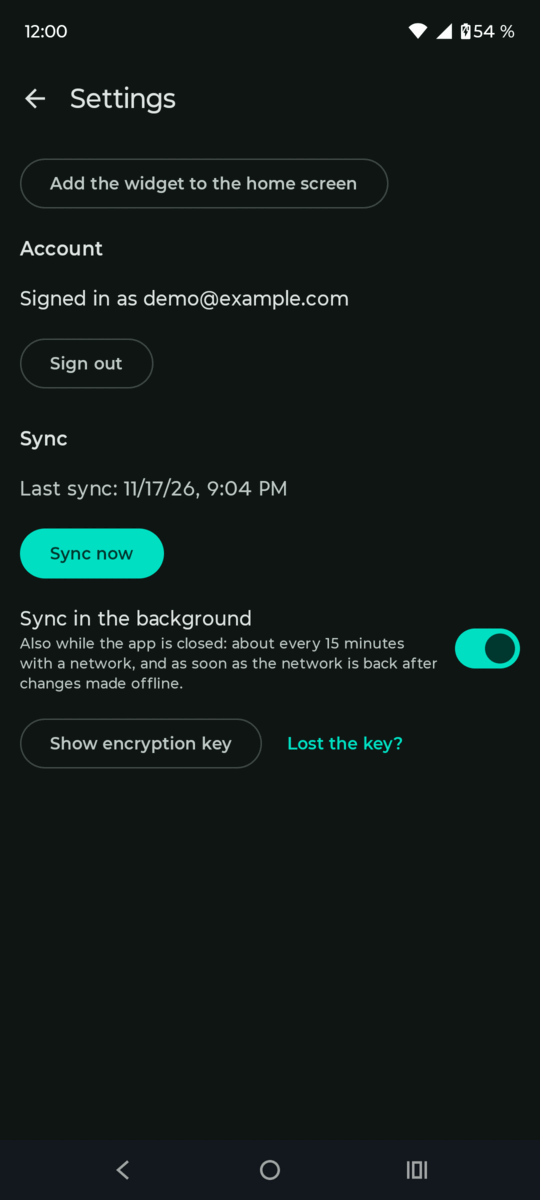 12:00
54 %
Settings
Add the widget to the home screen
Account
Signed in as demo@example.com
Sign out
Sync
Last sync: 11/17/26, 9:04 PM
Sync now
Sync in the background
Also while the app is closed: about every 15 minutes
with a network, and as soon as the network is back after
changes made offline.
Show encryption key
Lost the key?